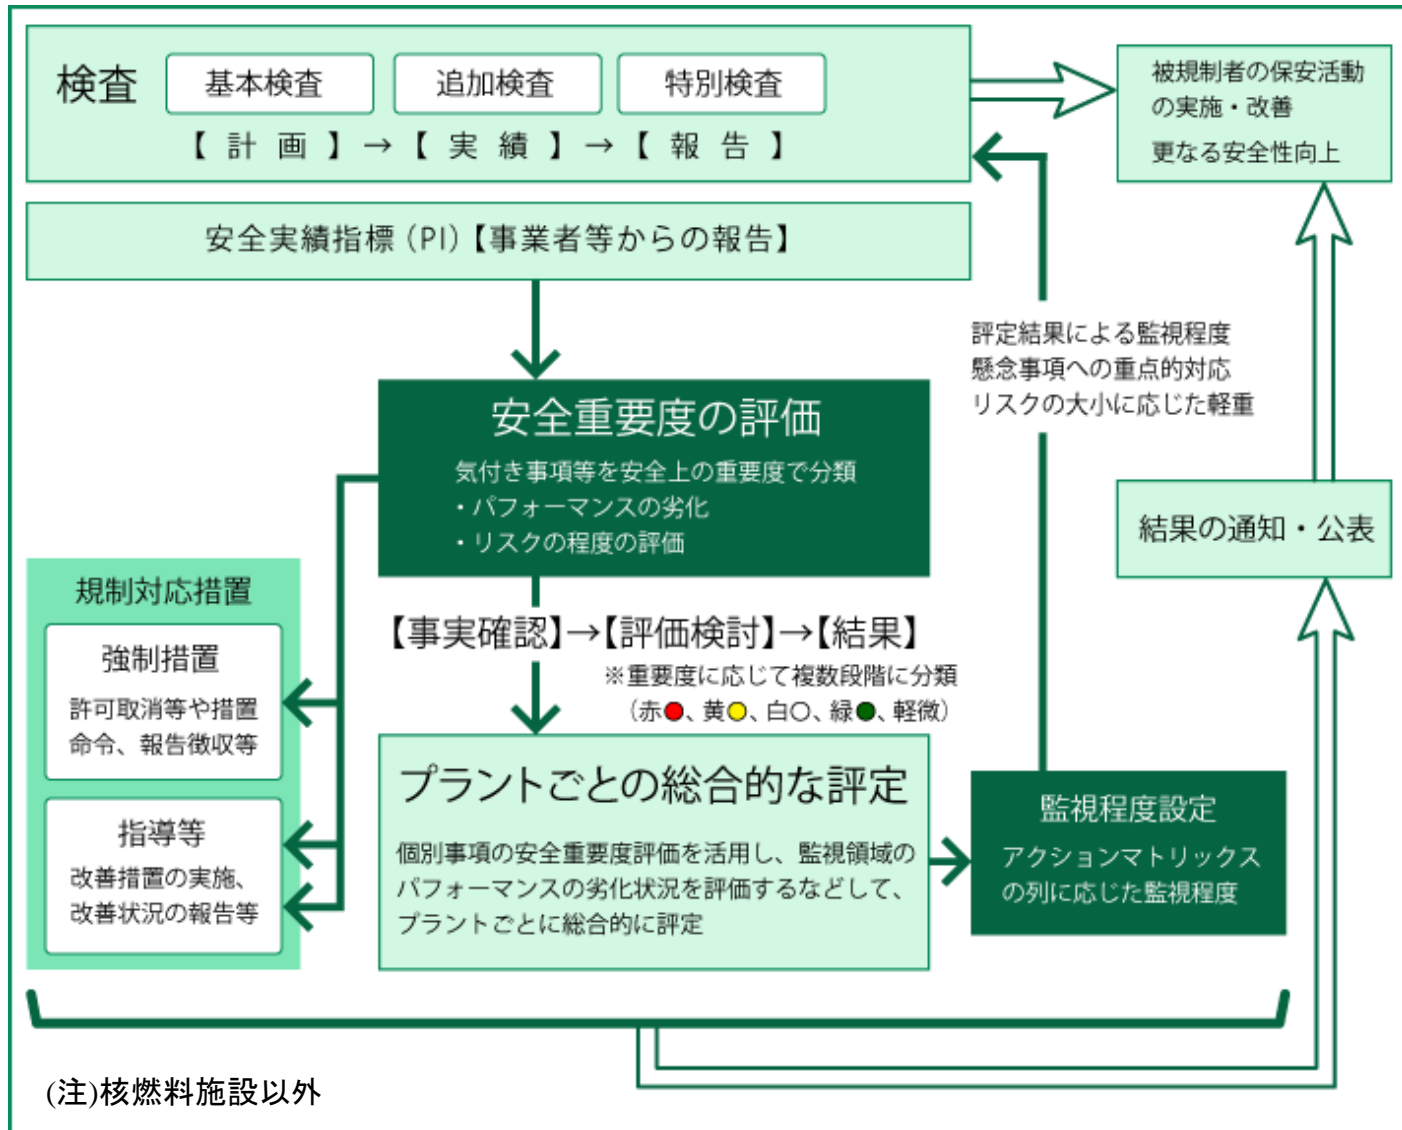 検査
基本検査
追加検査
特別検査
【計画】→【実績】→【報告】
被規制者の保安活動
の実施・改善
更なる安全性向上
安全実績指標(PI)【事業者等からの報告】
評定結果による監視程度
懸念事項への重点的対応
リスクの大小に応じた軽重
安全重要度の評価
気付き事項等を安全上の重要度で分類
・パフォーマンスの劣化
・リスクの程度の評価
結果の通知・公表
規制対応措置
強制措置
許可取消等や措置
命令、報告徴収等
指導等
改善措置の実施、
改善状況の報告等
【事実確認】→【評価検討】→【結果】
※重要度に応じて複数段階に分類
(赤●、黄●、白○、緑●、軽微)
プラントごとの総合的な評定
個別事項の安全重要度評価を活用し、監視領域の
パフォーマンスの劣化状況を評価するなどして、
プラントごとに総合的に評定
監視程度設定
アクションマトリックス
の列に応じた監視程度
(注)核燃料施設以外